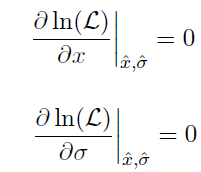 ∂ ln(ℒ)/∂x |_{x̂,σ̂} = 0
∂ ln(ℒ)/∂σ |_{x̂,σ̂} = 0